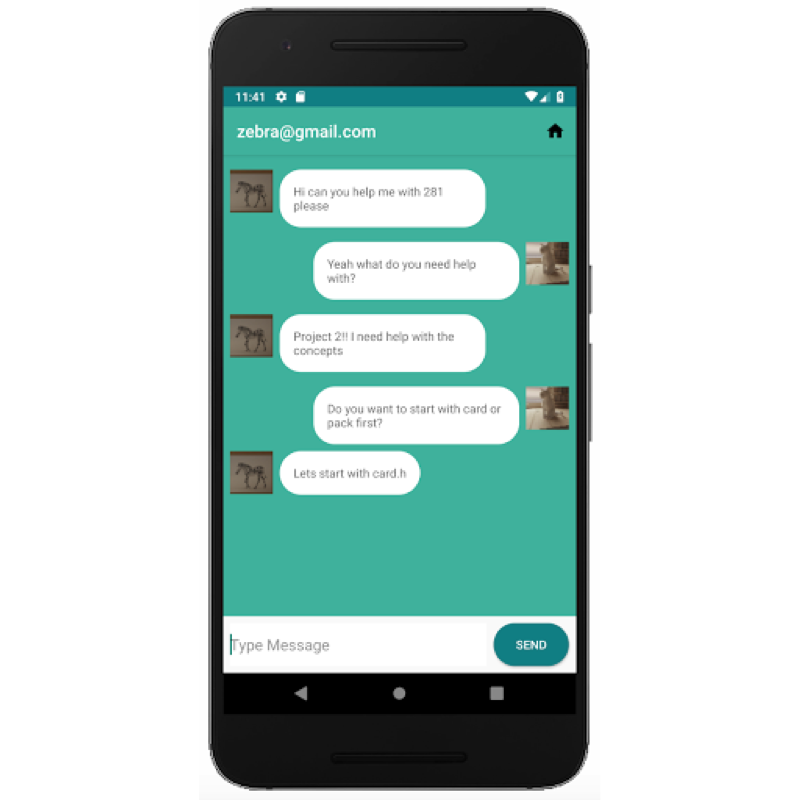 11:41
zebra@gmail.com
Hi can you help me with 281
please
Yeah what do you need help
with?
Project 2!! I need help with the
concepts
Do you want to start with card or
pack first?
Lets start with card.h
Type Message
SEND